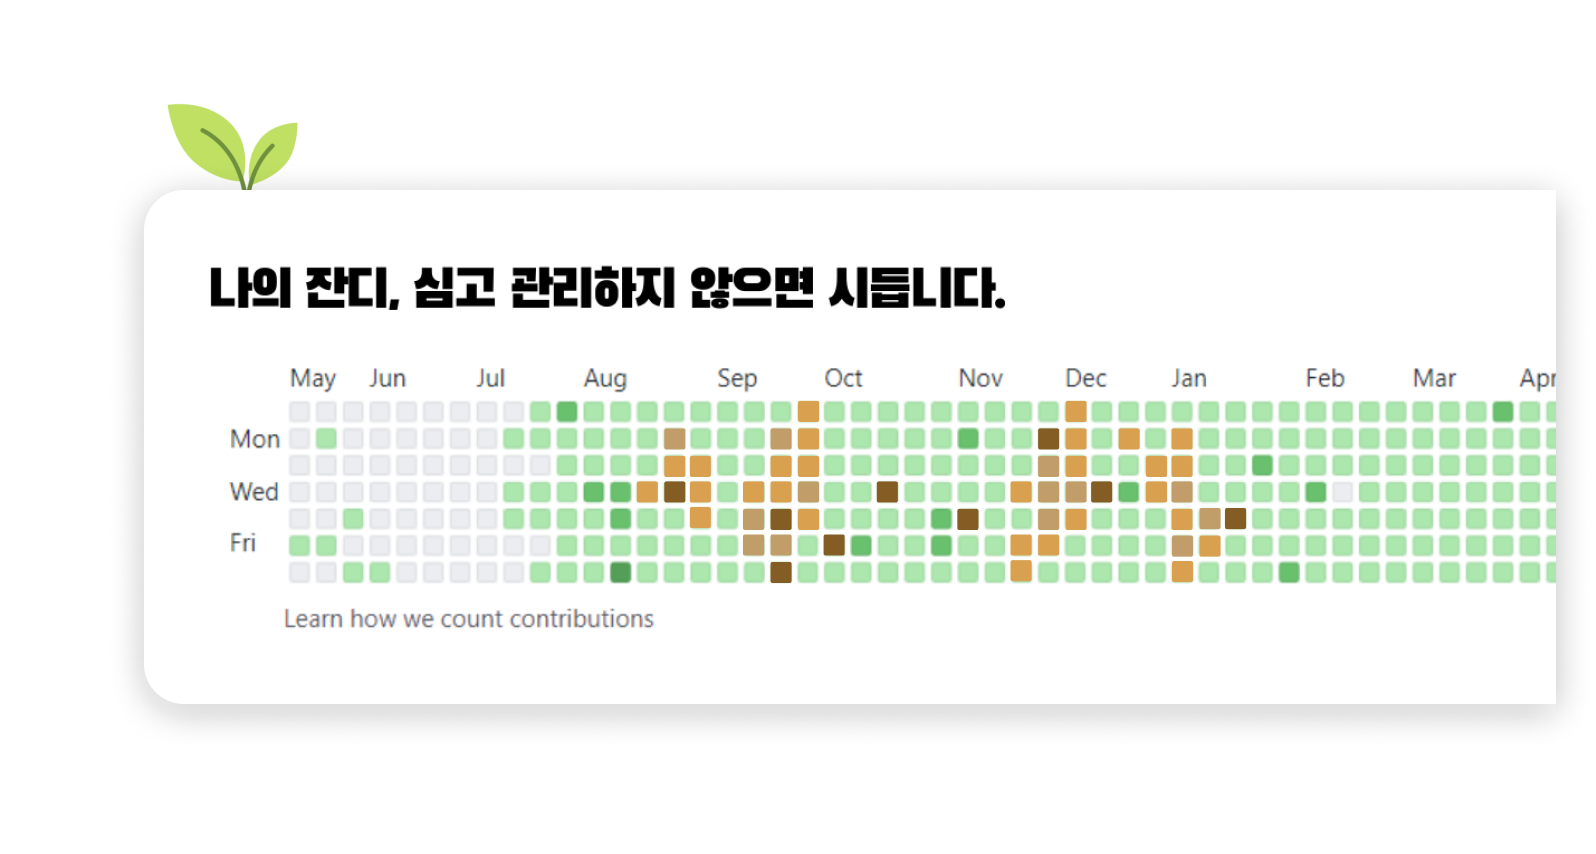 나의 잔디, 심고 관리하지 않으면 시듭니다.
May Jun Jul Aug Sep Oct Nov Dec Jan Feb Mar Apr
Mon
Wed
Fri
Learn how we count contributions